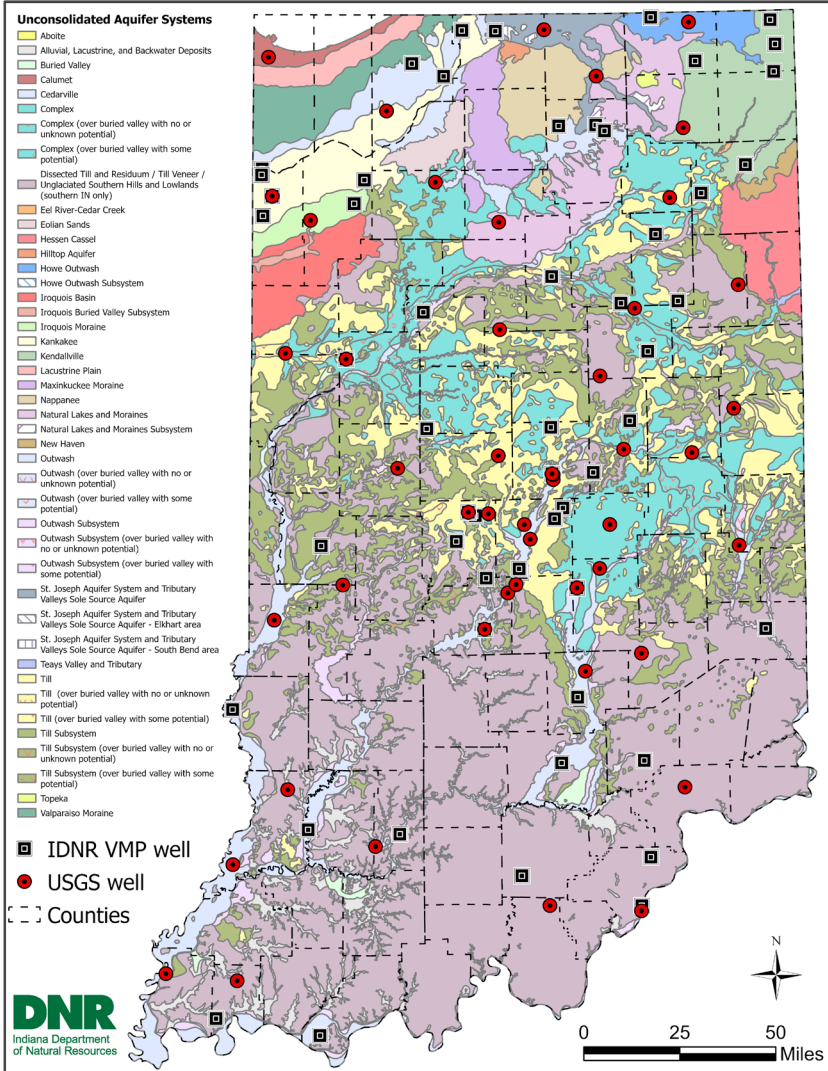 Unconsolidated Aquifer Systems
Aboite
Alluvial, Lacustrine, and Backwater Deposits
Buried Valley
Calumet
Cedarville
Complex
Complex (over buried valley with no or
unknown potential)
Complex (over buried valley with some
potential)
Dissected Till and Residuum / Till Veneer /
Unglaciated Southern Hills and Lowlands
(southern IN only)
Eel River-Cedar Creek
Eolian Sands
Hessen Cassel
Hilltop Aquifer
Howe Outwash
Howe Outwash Subsystem
Iroquois Basin
Iroquois Buried Valley Subsystem
Iroquois Moraine
Kankakee
Kendallville
Lacustrine Plain
Maxinkuckee Moraine
Nappanee
Natural Lakes and Moraines
Natural Lakes and Moraines Subsystem
New Haven
Outwash
Outwash (over buried valley with no or
unknown potential)
Outwash (over buried valley with some
potential)
Outwash Subsystem
Outwash Subsystem (over buried valley with
no or unknown potential)
Outwash Subsystem (over buried valley with
some potential)
St. Joseph Aquifer System and Tributary
Valleys Sole Source Aquifer
St. Joseph Aquifer System and Tributary
Valleys Sole Source Aquifer - Elkhart area
St. Joseph Aquifer System and Tributary
Valleys Sole Source Aquifer - South Bend area
Teays Valley and Tributary
Till
Till (over buried valley with no or unknown
potential)
Till (over buried valley with some potential)
Till Subsystem
Till Subsystem (over buried valley with no or
unknown potential)
Till Subsystem (over buried valley with some
potential)
Topeka
Valparaiso Moraine
IDNR VMP well
USGS well
Counties
N
DNR
Indiana Department
of Natural Resources
0 25 50
Miles